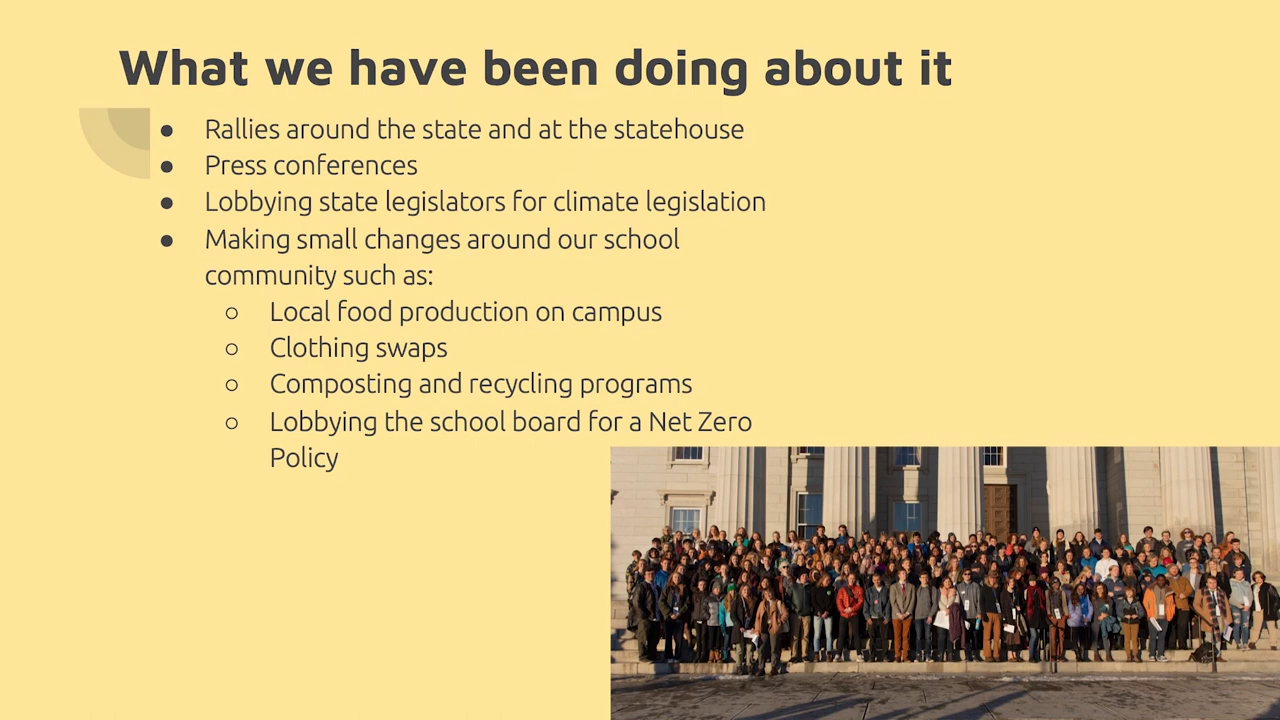 What we have been doing about it
● Rallies around the state and at the statehouse
● Press conferences
● Lobbying state legislators for climate legislation
● Making small changes around our school
community such as:
○ Local food production on campus
○ Clothing swaps
○ Composting and recycling programs
○ Lobbying the school board for a Net Zero
Policy